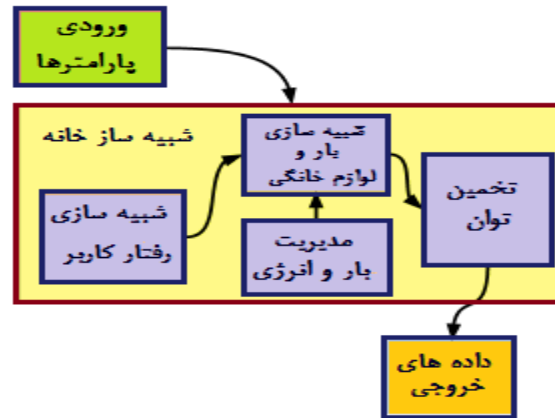 ورودی
پارامترها
شبیه ساز خانه
شبیه سازی
بار و
لوازم خانگی
تخمین
توان
شبیه سازی
رفتار کاربر
مدیریت
بار و انرژی
داده های
خروجی